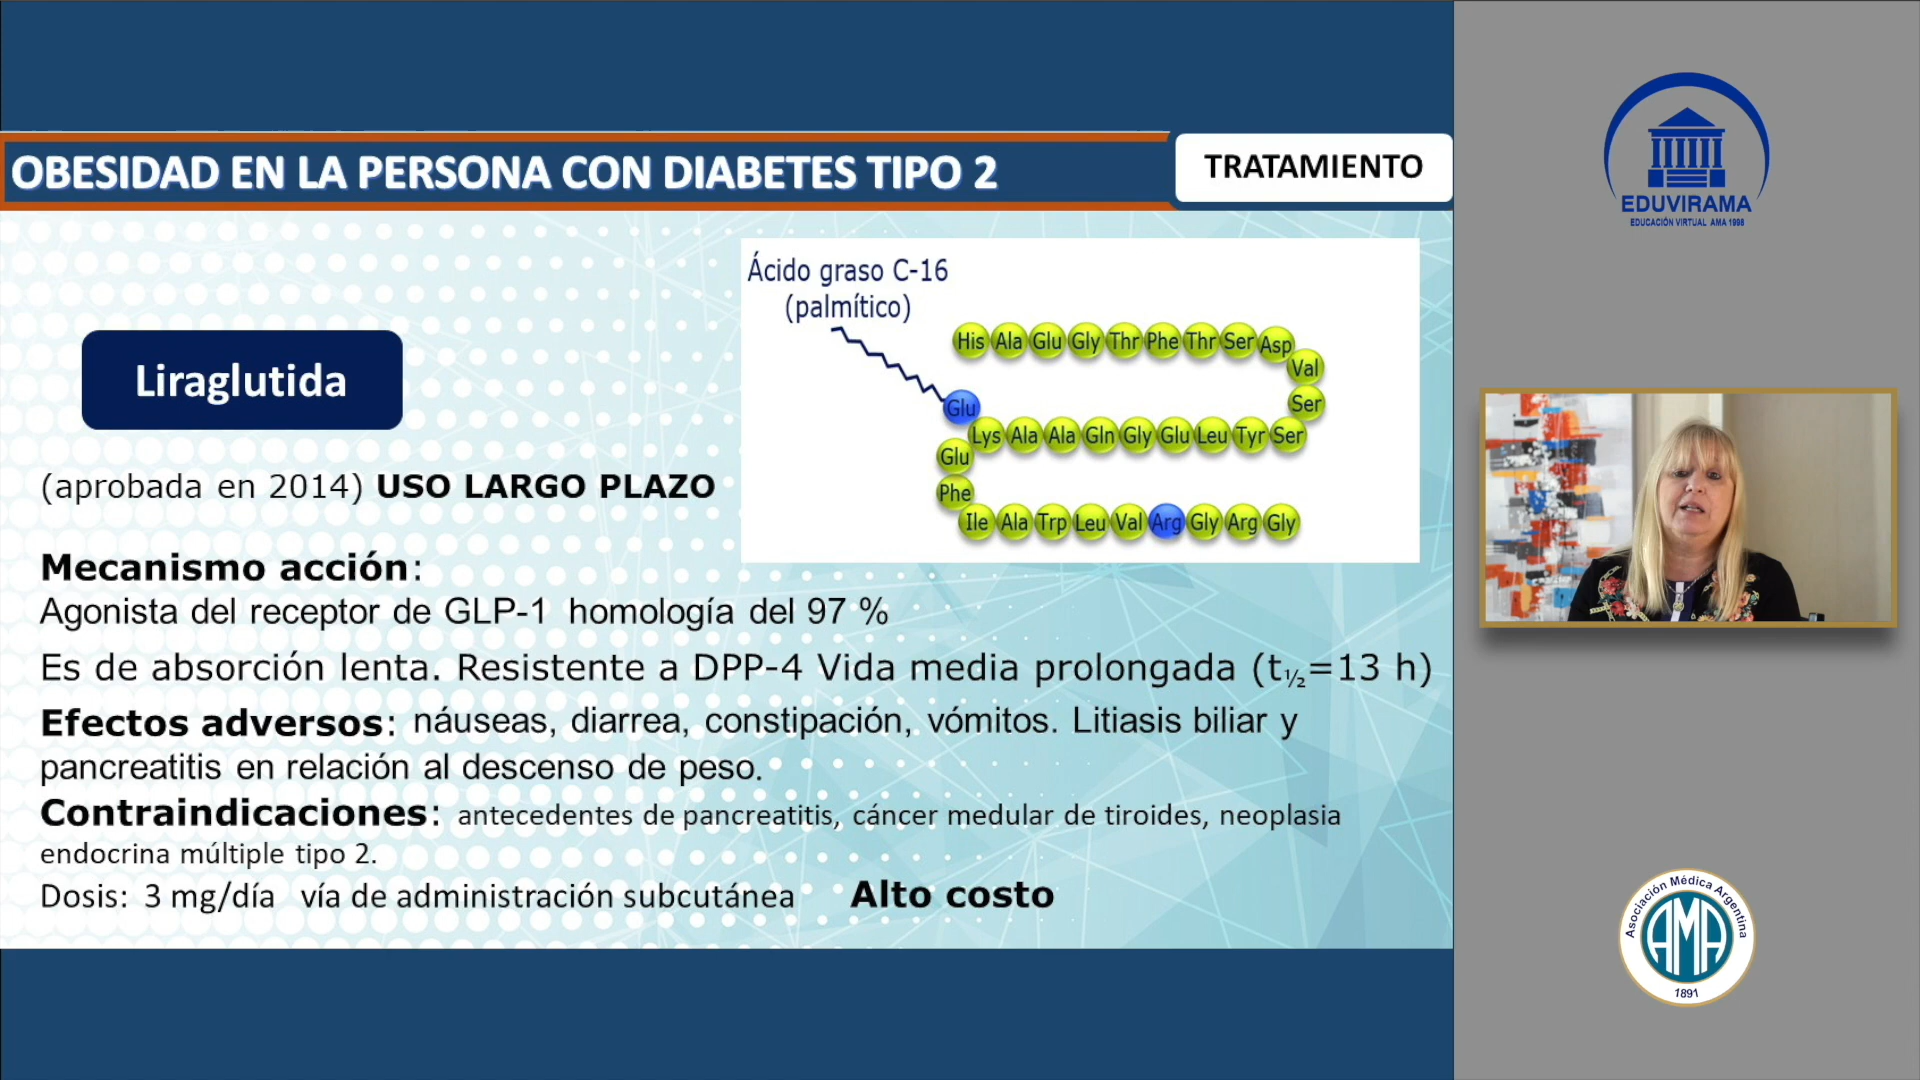 OBESIDAD EN LA PERSONA CON DIABETES TIPO 2
TRATAMIENTO
Ácido graso C-16
(palmítico)
His Ala Glu Gly Thr Phe Thr Ser Asp
Val
Ser
Glu
Lys Ala Ala Gln Gly Glu Leu Tyr Ser
Glu
Phe
Ile Ala Trp Leu Val Arg Gly Arg Gly
Liraglutida
(aprobada en 2014) USO LARGO PLAZO
Mecanismo acción:
Agonista del receptor de GLP-1 homología del 97 %
Es de absorción lenta. Resistente a DPP-4 Vida media prolongada (t½=13 h)
Efectos adversos: náuseas, diarrea, constipación, vómitos. Litiasis biliar y
pancreatitis en relación al descenso de peso.
Contraindicaciones: antecedentes de pancreatitis, cáncer medular de tiroides, neoplasia
endocrina múltiple tipo 2.
Dosis: 3 mg/día vía de administración subcutánea Alto costo
EDUVIRAMA
EDUCACIÓN VIRTUAL AMA 1996
Asociación Médica Argentina
AMA
1891